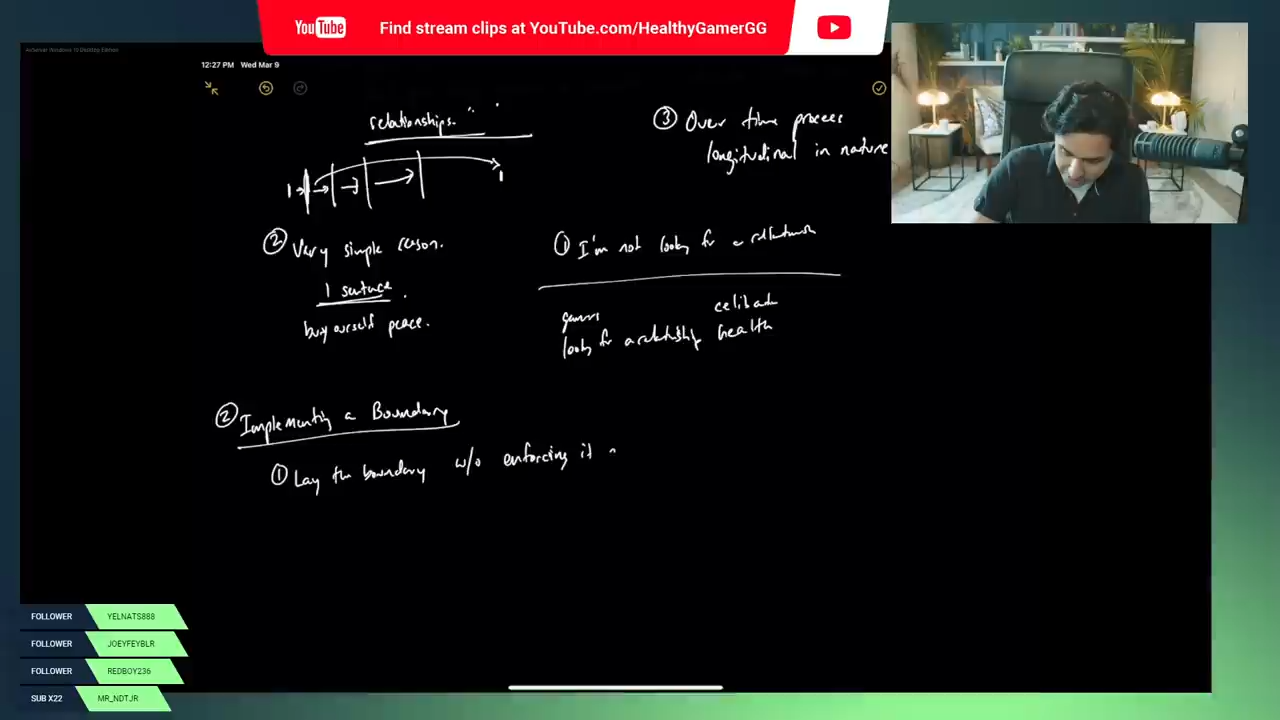 Find stream clips at YouTube.com/HealthyGamerGG
YouTube
12:27 PM Wed Mar 9
relationships.
③ Over time process
longitudinal in nature
② Very simple reason.
1 sentence.
buy ourself peace.
① I'm not looking for a relationship
celibate
looking for a relationship health
② Implementing a Boundary
① Lay the boundary w/o enforcing it
FOLLOWER YELNATS888
FOLLOWER JOEYFEYBLR
FOLLOWER REDBOY236
SUB X22 MR_NDTJR